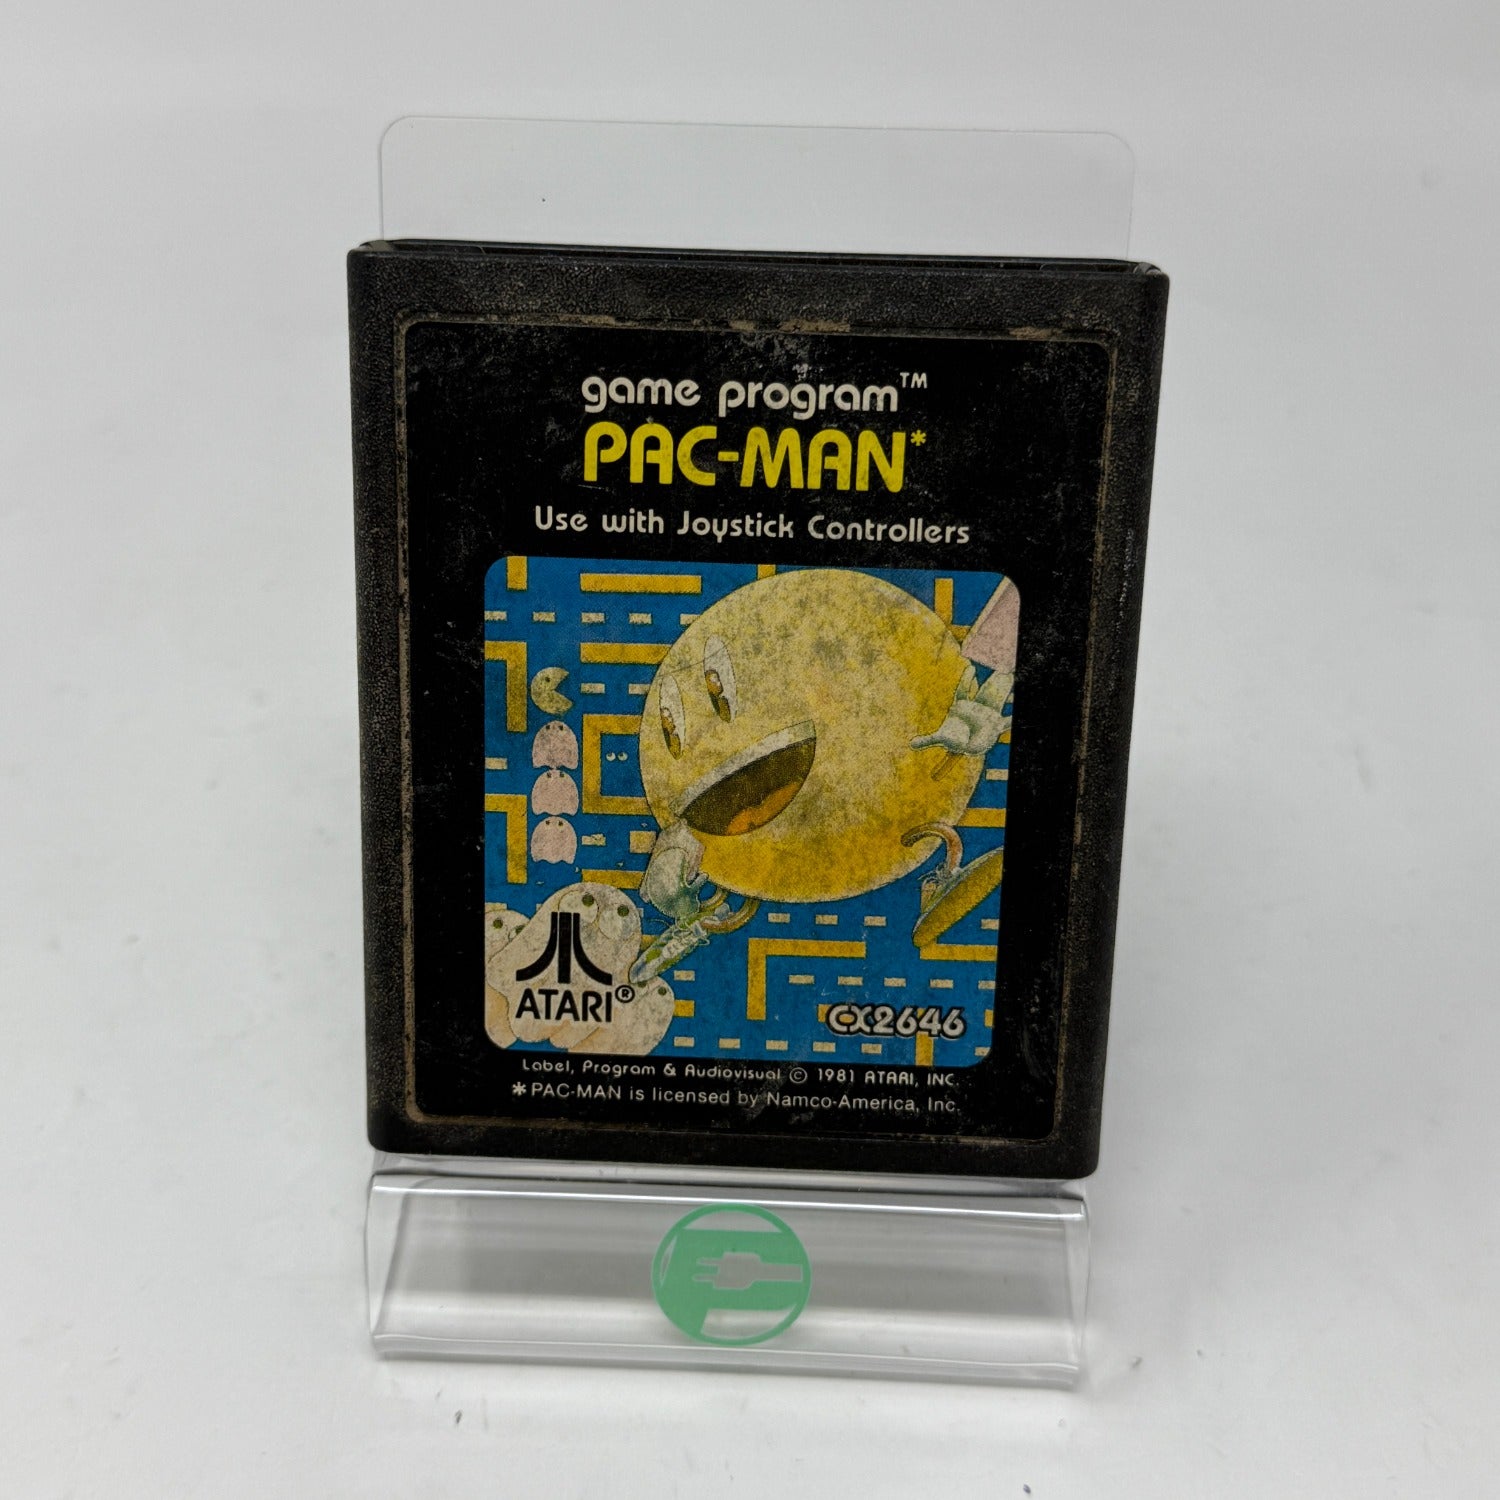 game program™
PAC-MAN*
Use with Joystick Controllers
ATARI®
CX2646
Label, Program & Audiovisual © 1981 ATARI, INC.
*PAC-MAN is licensed by Namco-America, Inc.